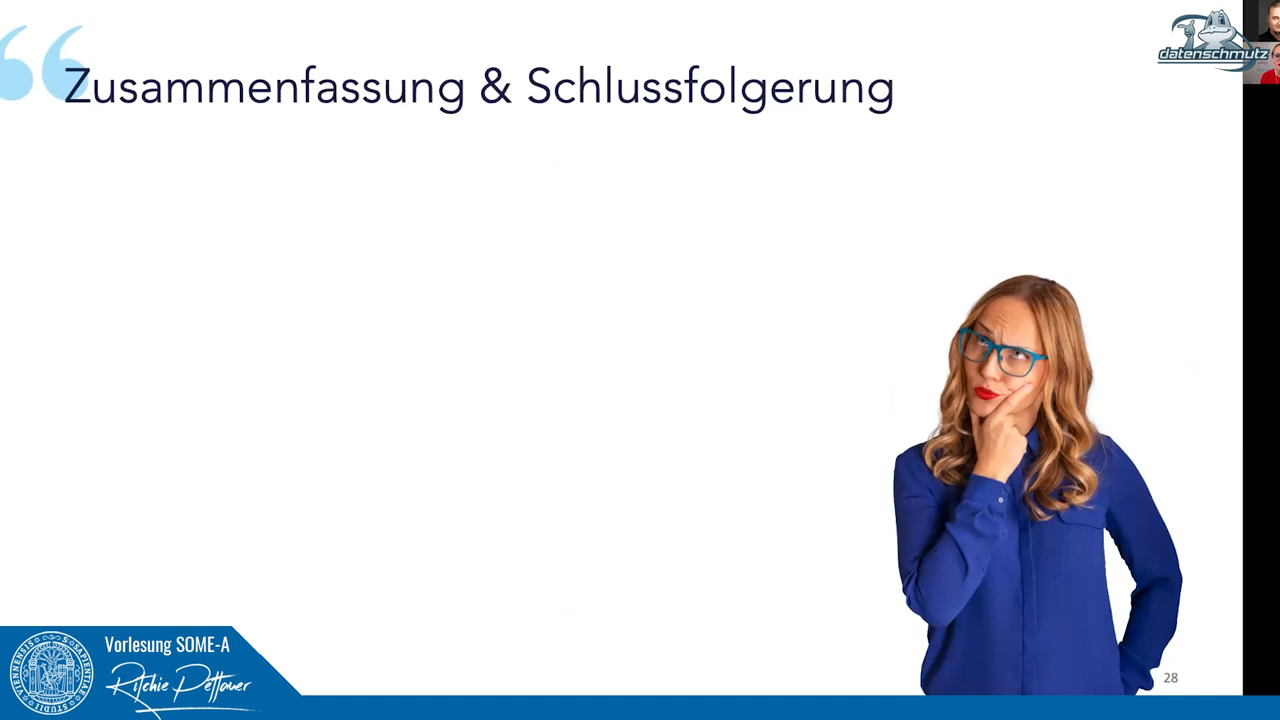 Zusammenfassung & Schlussfolgerung
datenschmutz
28
Vorlesung SOME-A
Ritchie Pettauer